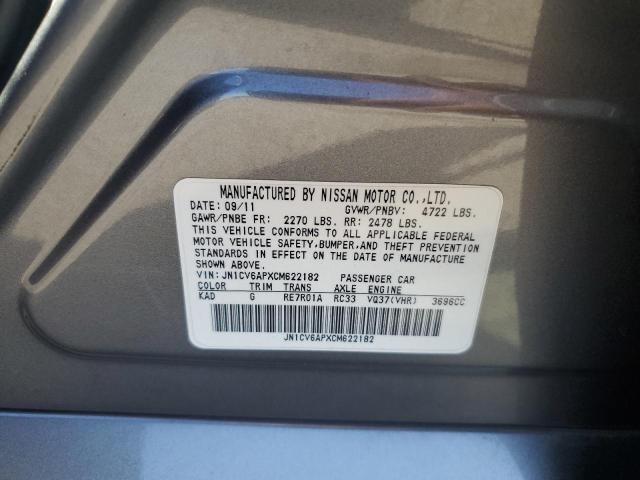 MANUFACTURED BY NISSAN MOTOR CO.,LTD.
DATE: 09/11 GVWR/PNBV: 4722 LBS.
GAWR/PNBE FR: 2270 LBS. RR: 2478 LBS.
THIS VEHICLE CONFORMS TO ALL APPLICABLE FEDERAL
MOTOR VEHICLE SAFETY,BUMPER,AND THEFT PREVENTION
STANDARDS IN EFFECT ON THE DATE OF MANUFACTURE
SHOWN ABOVE.
VIN: JN1CV6APXCM622182 PASSENGER CAR
COLOR TRIM TRANS AXLE ENGINE
KAD G RE7R01A RC33 VQ37(VHR) 3696CC
JN1CV6APXCM622182